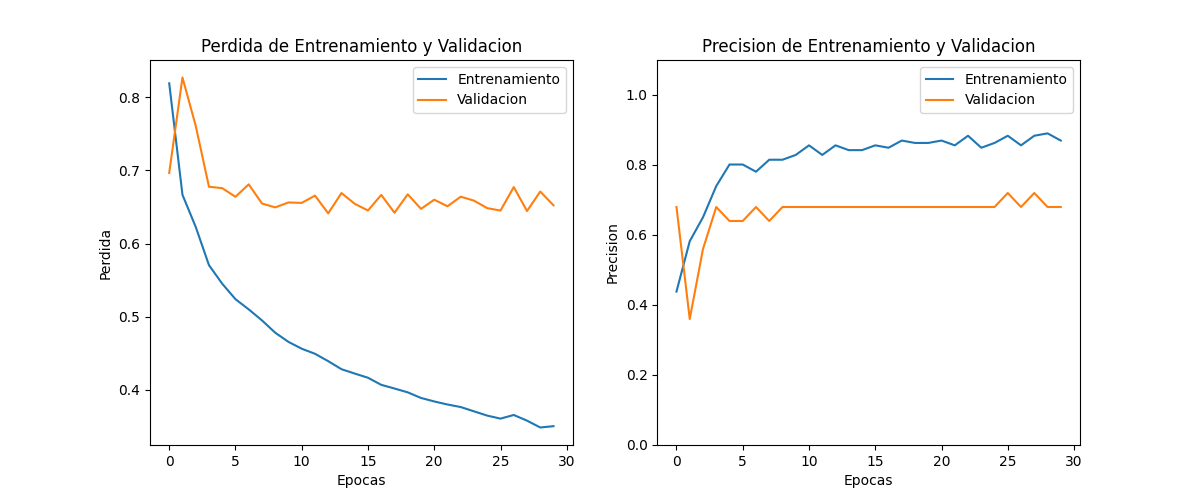 Perdida de Entrenamiento y Validacion
Entrenamiento
Validacion
0.8
0.7
0.6
0.5
0.4
Perdida
0 5 10 15 20 25 30
Epocas
Precision de Entrenamiento y Validacion
Entrenamiento
Validacion
1.0
0.8
0.6
0.4
0.2
0.0
Precision
0 5 10 15 20 25 30
Epocas